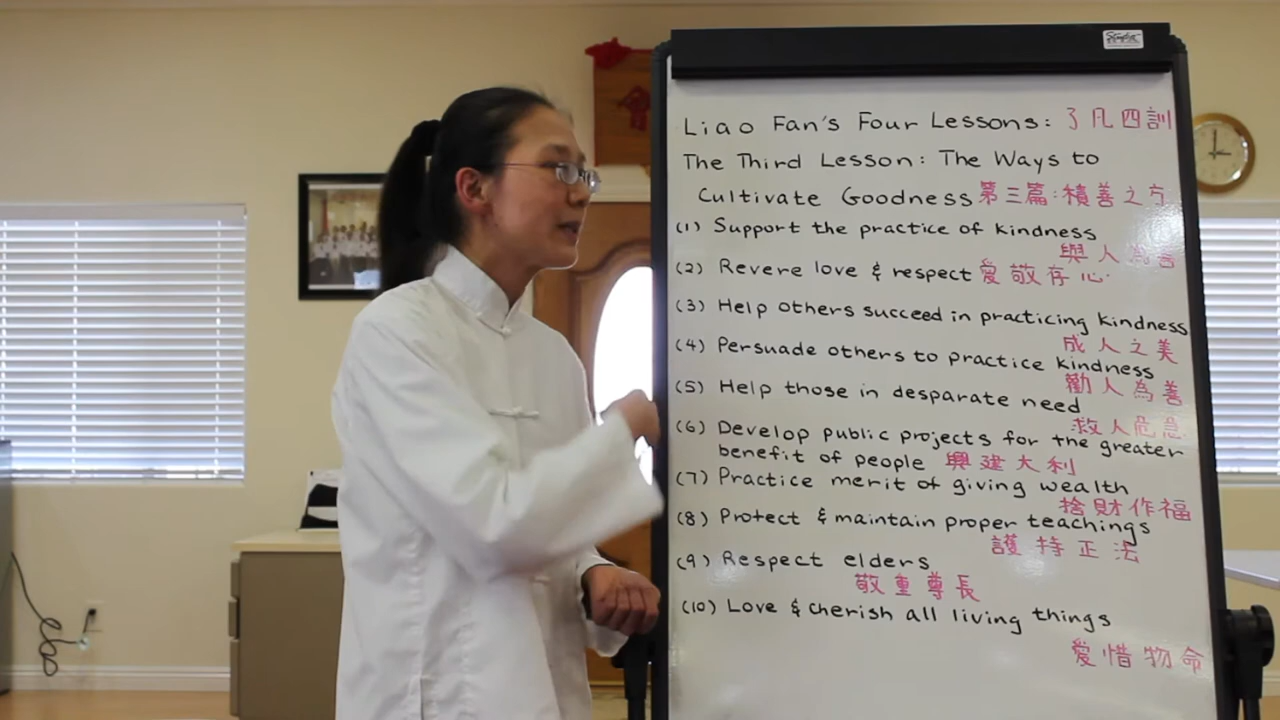 Liao Fan's Four Lessons: 了凡四訓
The Third Lesson: The Ways to
Cultivate Goodness 第三篇:積善之方
(1) Support the practice of kindness
與人為善
(2) Revere love & respect 愛敬存心
(3) Help others succeed in practicing kindness
成人之美
(4) Persuade others to practice kindness
勸人為善
(5) Help those in desparate need
救人危急
(6) Develop public projects for the greater
benefit of people 興建大利
(7) Practice merit of giving wealth
捨財作福
(8) Protect & maintain proper teachings
護持正法
(9) Respect elders
敬重尊長
(10) Love & cherish all living things
愛惜物命